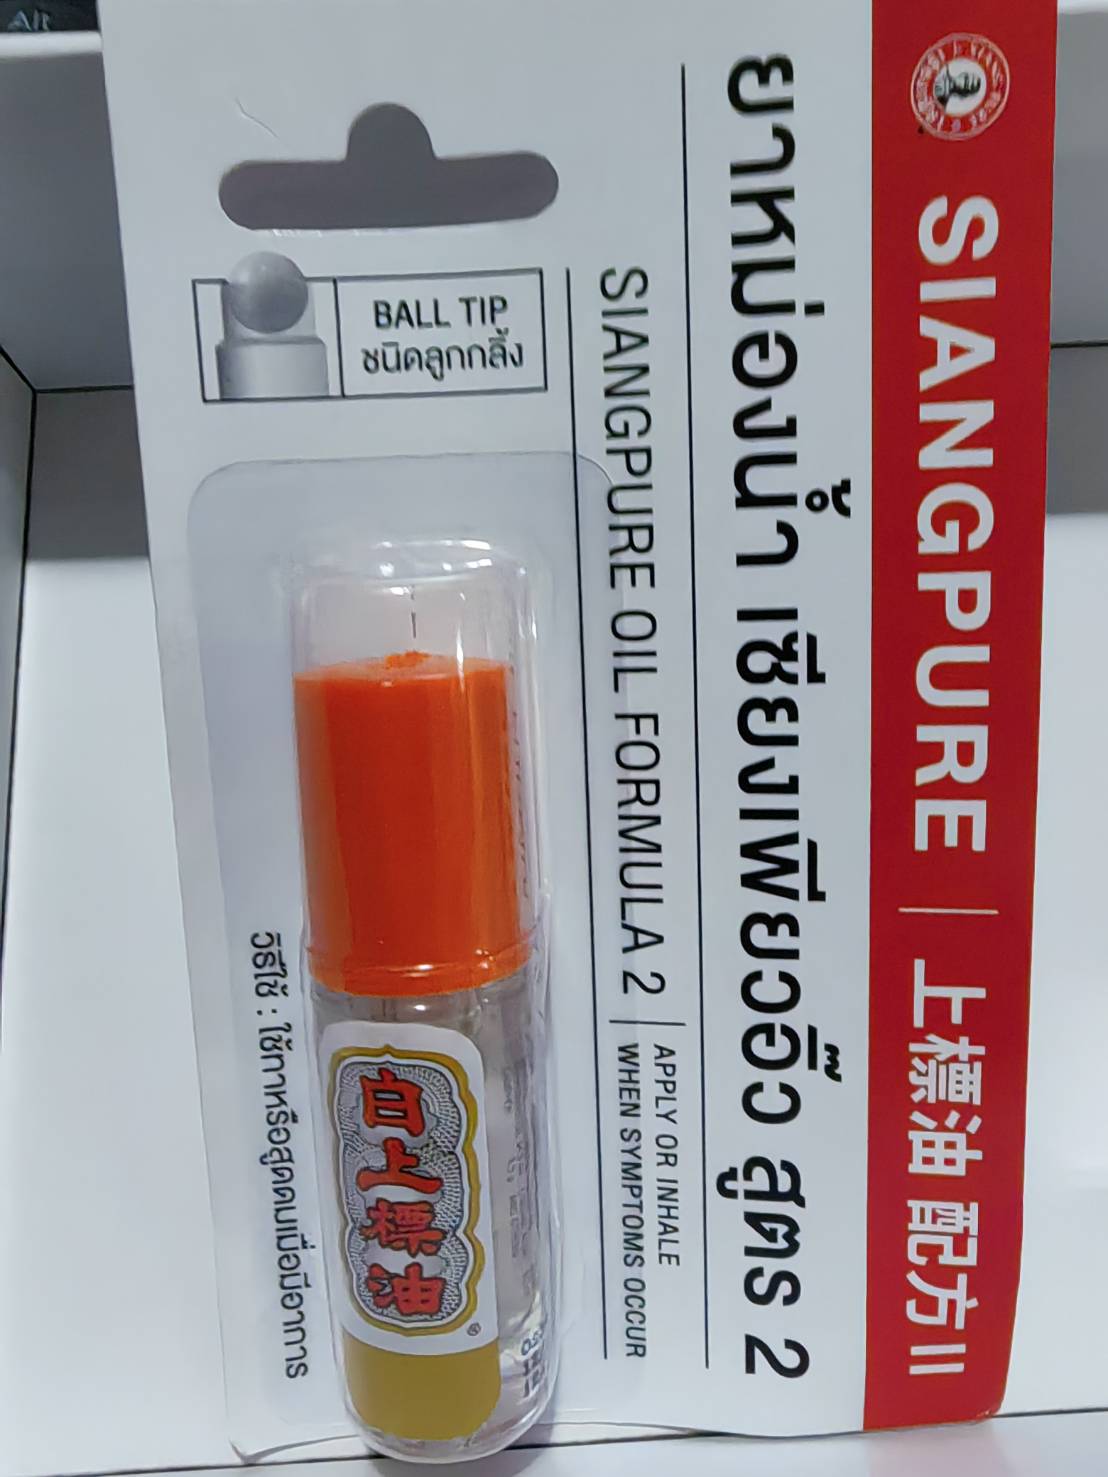 SIANGPURE | 上標油 配方 II
ยาหม่องน้ำ เซียงเพียวอิ๊ว สูตร 2
SIANGPURE OIL FORMULA 2
APPLY OR INHALE
WHEN SYMPTOMS OCCUR
BALL TIP
ชนิดลูกกลิ้ง
上標油
®
วิธีใช้ : ใช้ทาหรือสูดดมเมื่อมีอาการ